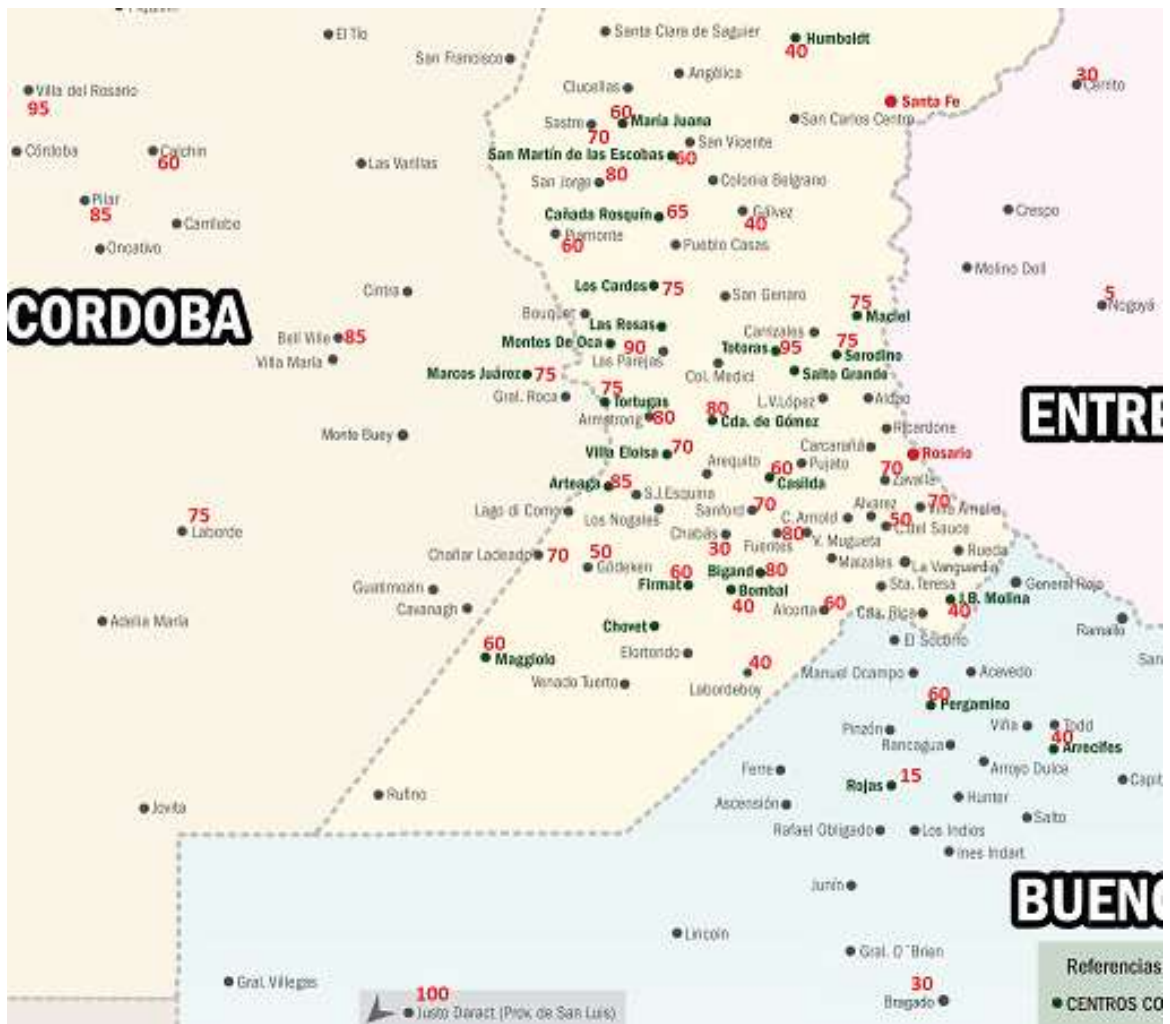 El Tío
Santa Clara de Saguier
Humboldt
40
San Francisco
Angélica
30
Cerrito
Clucellas
Villa del Rosario
95
Santa Fe
60
Sastre
María Juana
San Carlos Centro
70
San Vicente
Córdoba
Calchin
60
Las Varillas
San Martín de las Escobas
60
San Jorge
80
Colonia Belgrano
Pilar
85
Cañada Rosquín
65
Gálvez
40
Crespo
Carrilobo
Piamonte
60
Oncativo
Pueblo Casas
Molino Doll
Cintra
Los Cardos
75
San Genaro
5
Nogoyá
75
Maciel
CORDOBA
Bouquet
Las Rosas
Carrizales
Bell Ville
85
Montes De Oca
90
Las Parejas
Totoras
95
75
Serodino
Villa María
Col. Medici
Salto Grande
Marcos Juárez
75
Gral. Roca
75
Tortugas
L.V.López
Aldao
ENTRE
Armstrong
80
80
Cda. de Gómez
Ricardone
Monte Buey
Carcarañá
Rosario
Villa Eloisa
70
Arequito
60
Pujato
Casilda
70
Zavalla
Arteaga
85
S.J.Esquina
75
Laborde
Lago di Como
Los Nogales
Sanford
70
C. Arnold
Alvarez
70
Villa Amelia
50
C.del Sauce
Chabás
30
Fuentes
80
V. Mugueta
Chañar Ladeado
70
50
Gödeken
Maizales
La Vanguardia
Rueda
60
Firmat
Bigand
80
Bombal
40
Sta. Teresa
General Rojo
Guatimozin
J.B. Molina
40
Cavanagh
Alcorta
60
Cda. Rica
Adelia María
Chovet
Ramallo
El Socorro
60
Maggiolo
Elortondo
40
Labordeboy
San
Venado Tuerto
Manuel Ocampo
Acevedo
60
Pergamino
Pinzón
Viña
Todd
40
Arrecifes
Rancagua
Ferre
Arroyo Dulce
Rojas
15
Capit
Rufino
Jovita
Ascensión
Hunter
Salto
Rafael Obligado
Los Indios
Ines Indart
Junín
BUENO
Lincoln
Gral. O´Brien
Referencias
Gral. Villegas
30
Bragado
CENTROS CO
100
Justo Daract (Prov. de San Luis)